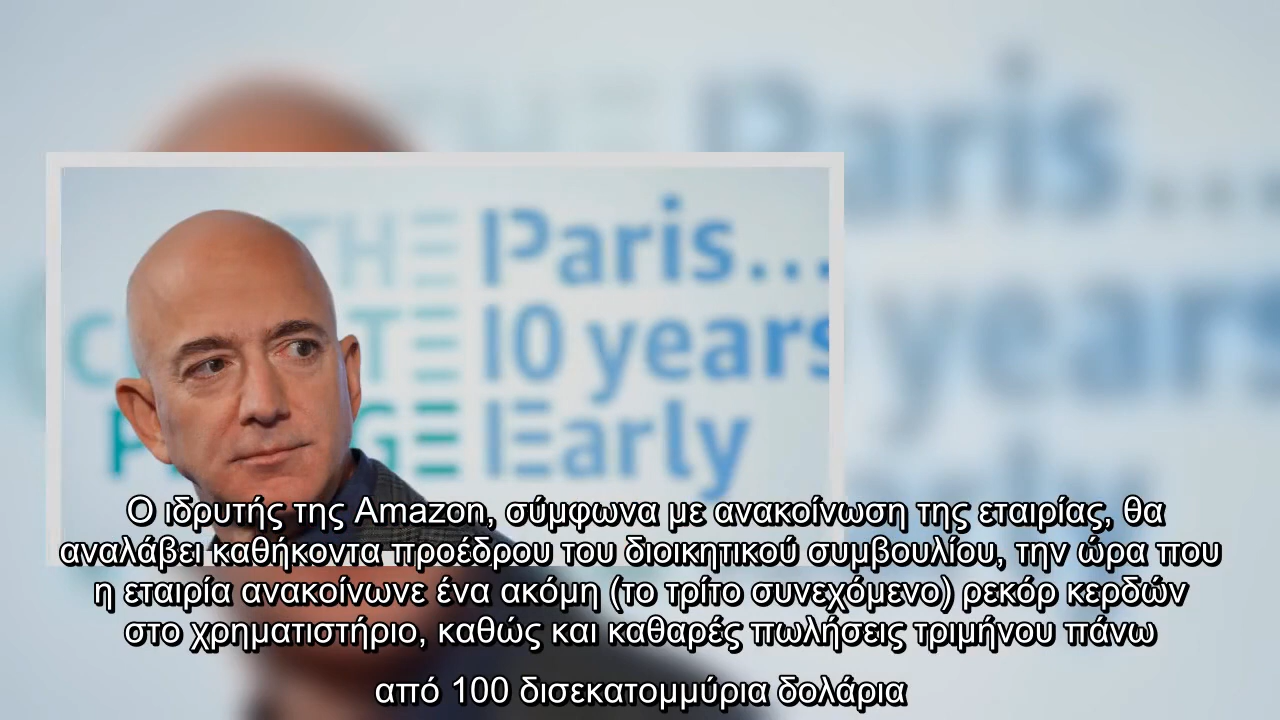 THE Paris...
10 years
Early
Ο ιδρυτής της Amazon, σύμφωνα με ανακοίνωση της εταιρίας, θα
αναλάβει καθήκοντα προέδρου του διοικητικού συμβουλίου, την ώρα που
η εταιρία ανακοίνωνε ένα ακόμη (το τρίτο συνεχόμενο) ρεκόρ κερδών
στο χρηματιστήριο, καθώς και καθαρές πωλήσεις τριμήνου πάνω
από 100 δισεκατομμύρια δολάρια